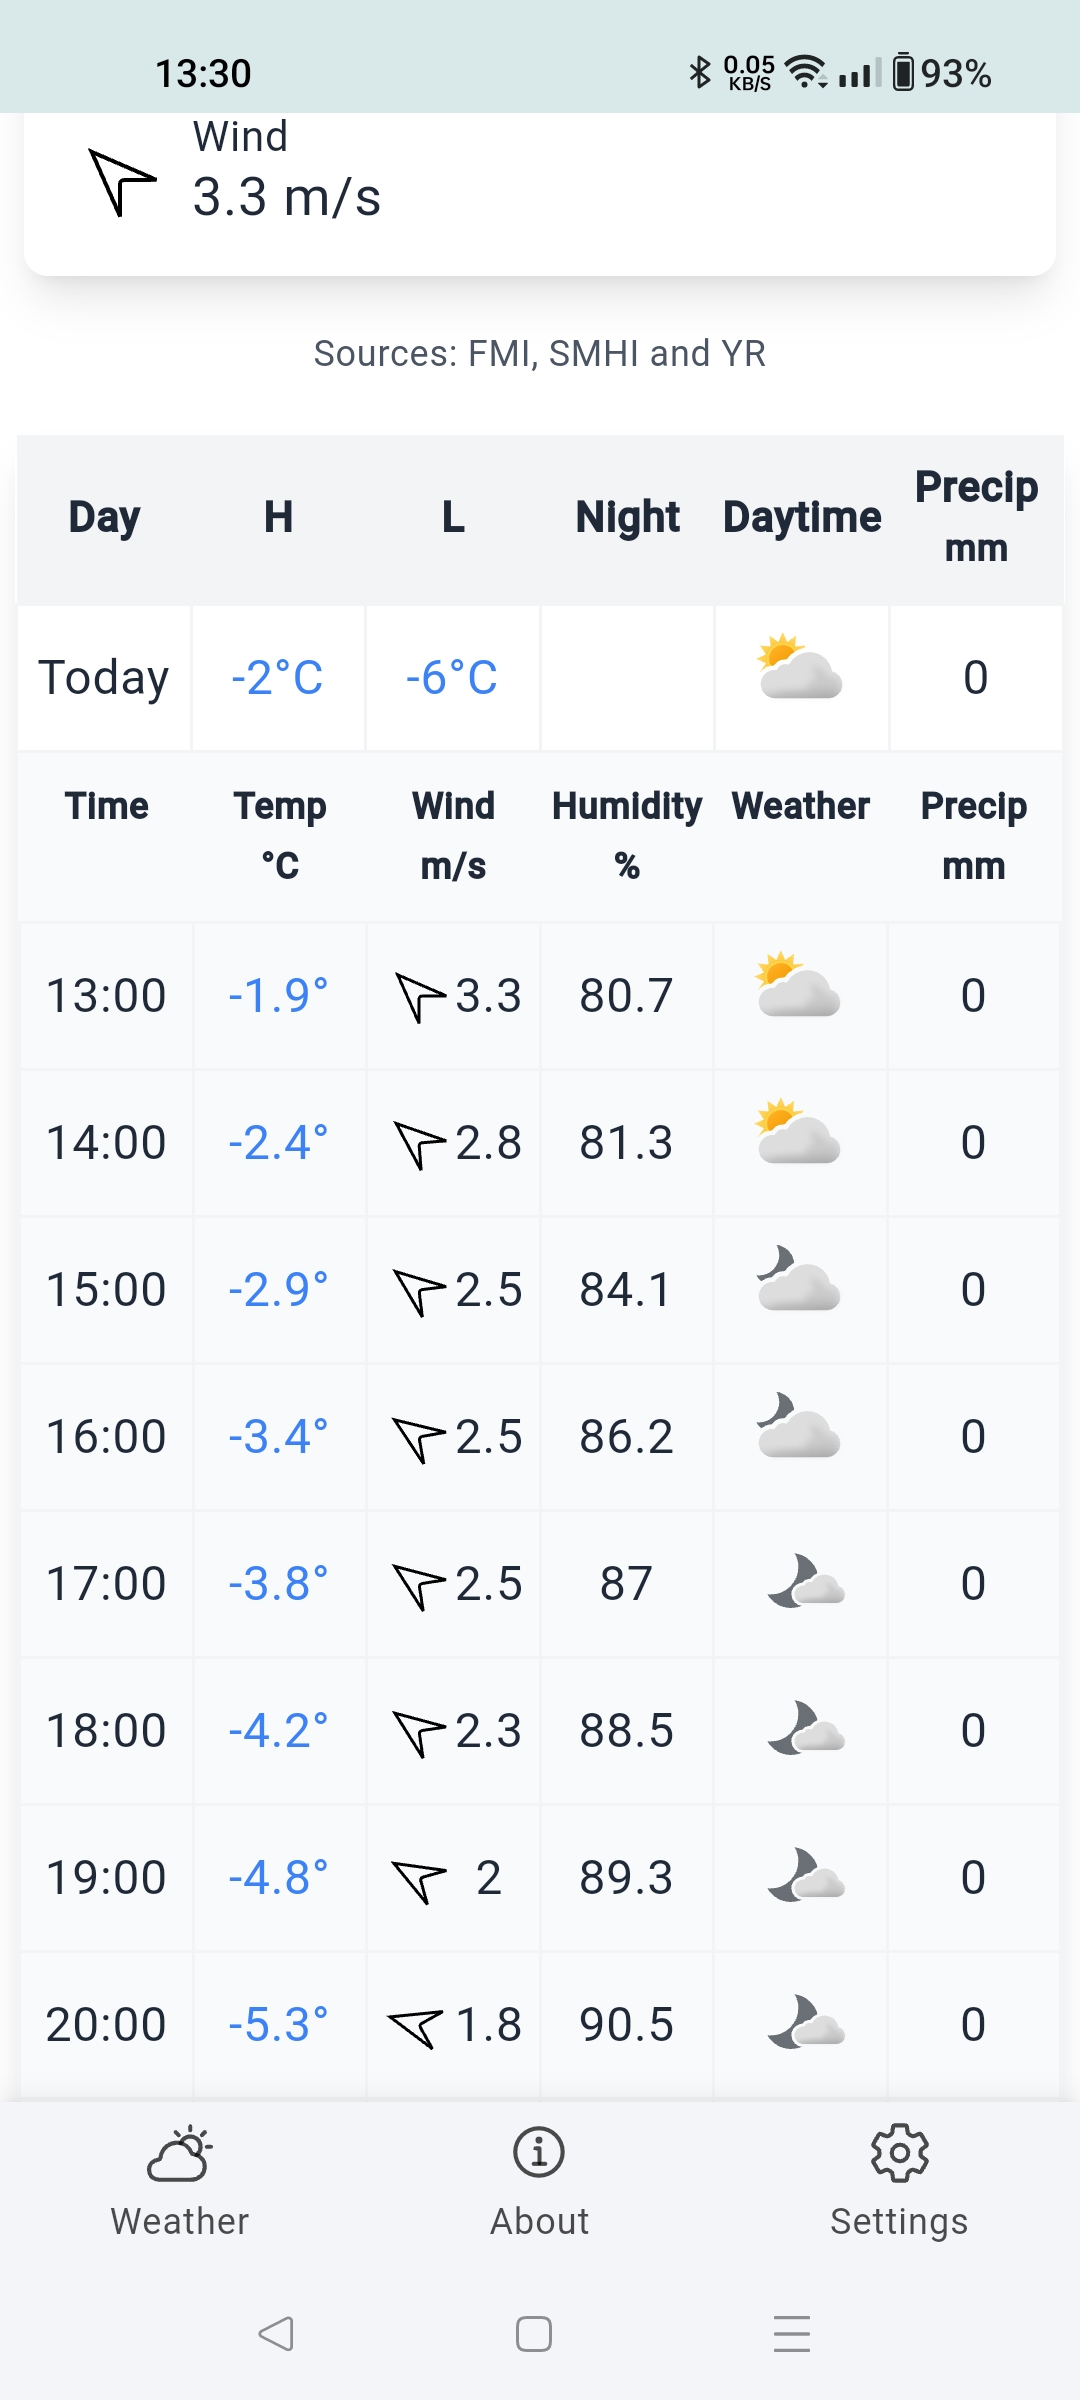 13:30 0.05 KB/S 93%
Wind
3.3 m/s
Sources: FMI, SMHI and YR
Day H L Night Daytime Precip mm
Today -2°C -6°C 0
Time Temp °C Wind m/s Humidity % Weather Precip mm
13:00 -1.9° 3.3 80.7 0
14:00 -2.4° 2.8 81.3 0
15:00 -2.9° 2.5 84.1 0
16:00 -3.4° 2.5 86.2 0
17:00 -3.8° 2.5 87 0
18:00 -4.2° 2.3 88.5 0
19:00 -4.8° 2 89.3 0
20:00 -5.3° 1.8 90.5 0
Weather About Settings